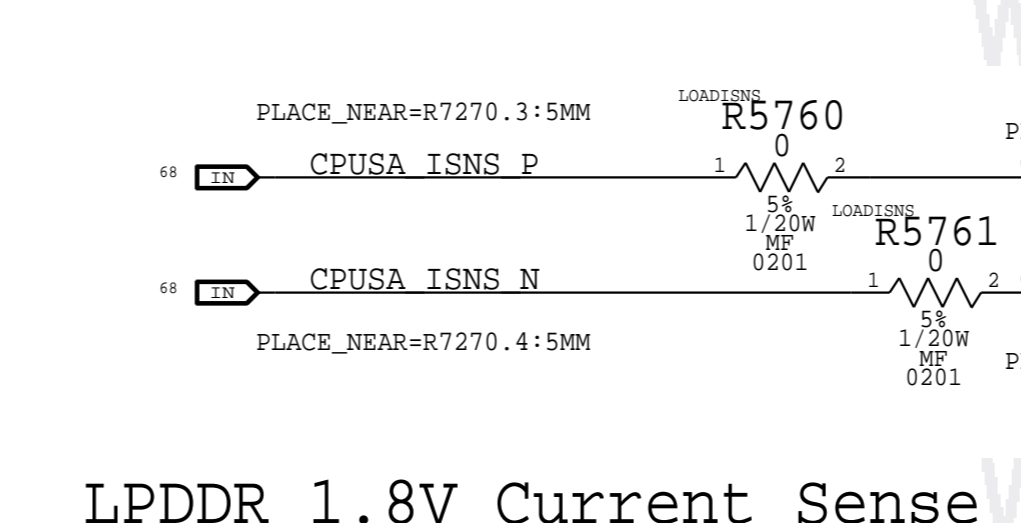 LOADISNS
PLACE_NEAR=R7270.3:5MM
R5760
0
68 IN CPUSA_ISNS_P 1 2
5%
1/20W
MF
0201
LOADISNS
R5761
0
68 IN CPUSA_ISNS_N 1 2
5%
1/20W
MF
0201
PLACE_NEAR=R7270.4:5MM
LPDDR 1.8V Current Sense